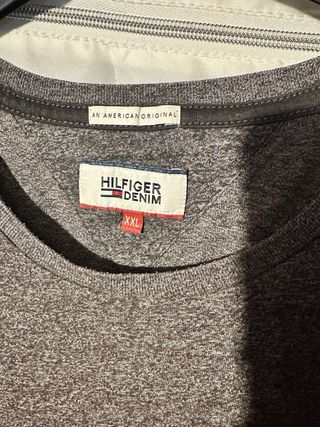 AN AMERICAN ORIGINAL
HILFIGER
DENIM
XXL